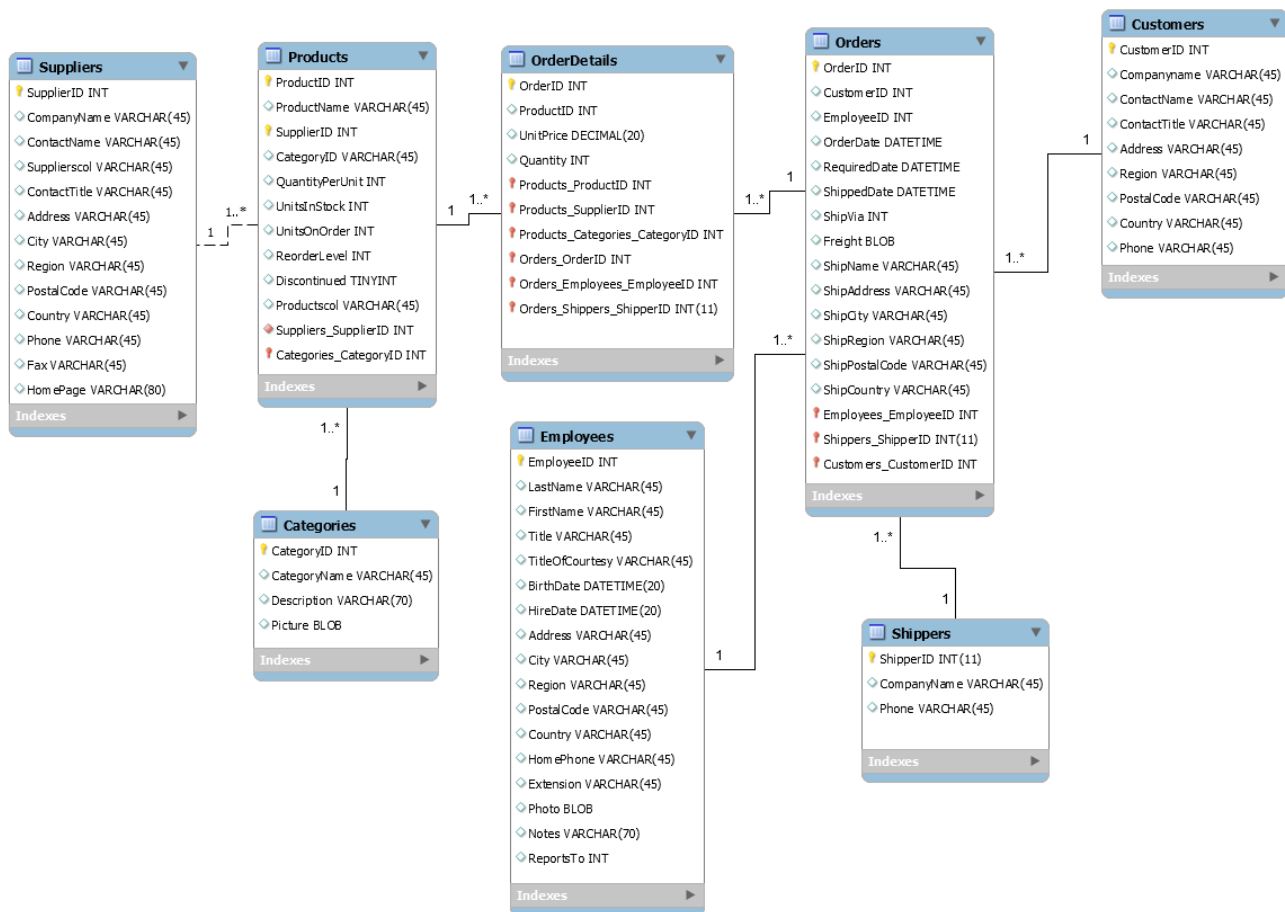 Suppliers
SupplierID INT
CompanyName VARCHAR(45)
ContactName VARCHAR(45)
Supplierscol VARCHAR(45)
ContactTitle VARCHAR(45)
Address VARCHAR(45)
City VARCHAR(45)
Region VARCHAR(45)
PostalCode VARCHAR(45)
Country VARCHAR(45)
Phone VARCHAR(45)
Fax VARCHAR(45)
HomePage VARCHAR(80)
Indexes
1
1..*
Products
ProductID INT
ProductName VARCHAR(45)
SupplierID INT
CategoryID VARCHAR(45)
QuantityPerUnit INT
UnitsInStock INT
UnitsOnOrder INT
ReorderLevel INT
Discontinued TINYINT
Productscol VARCHAR(45)
Suppliers_SupplierID INT
Categories_CategoryID INT
Indexes
1
1..*
1..*
1
Categories
CategoryID INT
CategoryName VARCHAR(45)
Description VARCHAR(70)
Picture BLOB
Indexes
OrderDetails
OrderID INT
ProductID INT
UnitPrice DECIMAL(20)
Quantity INT
Products_ProductID INT
Products_SupplierID INT
Products_Categories_CategoryID INT
Orders_OrderID INT
Orders_Employees_EmployeeID INT
Orders_Shippers_ShipperID INT(11)
Indexes
1..*
1
Employees
EmployeeID INT
LastName VARCHAR(45)
FirstName VARCHAR(45)
Title VARCHAR(45)
TitleOfCourtesy VARCHAR(45)
BirthDate DATETIME(20)
HireDate DATETIME(20)
Address VARCHAR(45)
City VARCHAR(45)
Region VARCHAR(45)
PostalCode VARCHAR(45)
Country VARCHAR(45)
HomePhone VARCHAR(45)
Extension VARCHAR(45)
Photo BLOB
Notes VARCHAR(70)
ReportsTo INT
Indexes
1
1..*
Orders
OrderID INT
CustomerID INT
EmployeeID INT
OrderDate DATETIME
RequiredDate DATETIME
ShippedDate DATETIME
ShipVia INT
Freight BLOB
ShipName VARCHAR(45)
ShipAddress VARCHAR(45)
ShipCity VARCHAR(45)
ShipRegion VARCHAR(45)
ShipPostalCode VARCHAR(45)
ShipCountry VARCHAR(45)
Employees_EmployeeID INT
Shippers_ShipperID INT(11)
Customers_CustomerID INT
Indexes
1..*
1
1..*
1
Shippers
ShipperID INT(11)
CompanyName VARCHAR(45)
Phone VARCHAR(45)
Indexes
Customers
CustomerID INT
Companyname VARCHAR(45)
ContactName VARCHAR(45)
ContactTitle VARCHAR(45)
Address VARCHAR(45)
Region VARCHAR(45)
PostalCode VARCHAR(45)
Country VARCHAR(45)
Phone VARCHAR(45)
Indexes